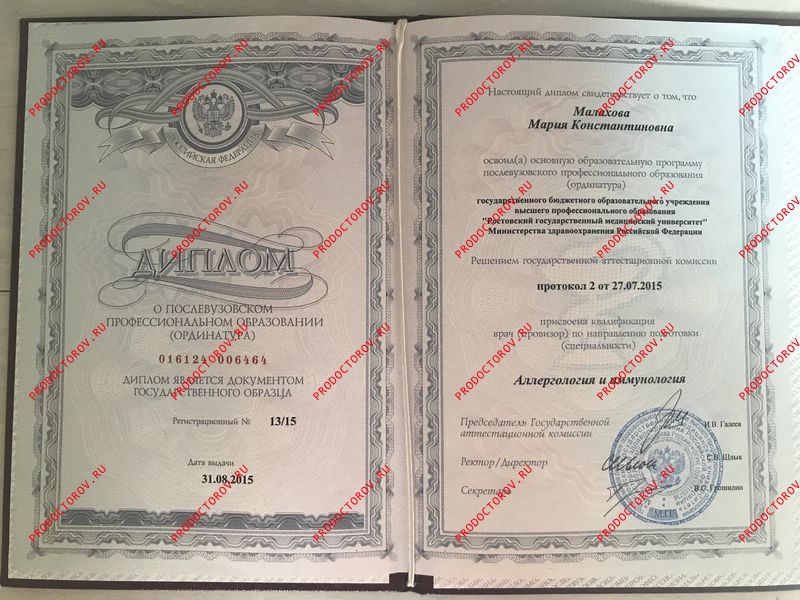 РОССИЙСКАЯ ФЕДЕРАЦИЯ
ДИПЛОМ
О ПОСЛЕВУЗОВСКОМ
ПРОФЕССИОНАЛЬНОМ ОБРАЗОВАНИИ
(ОРДИНАТУРА)
016124 006464
ДИПЛОМ ЯВЛЯЕТСЯ ДОКУМЕНТОМ
ГОСУДАРСТВЕННОГО ОБРАЗЦА
Регистрационный № 13/15
Дата выдачи
31.08.2015
Настоящий диплом свидетельствует о том, что
Малахова
Мария Константиновна
освоил(а) основную образовательную программу
послевузовского профессионального образования
(ординатура)
государственного бюджетного образовательного учреждения
высшего профессионального образования
"Ростовский государственный медицинский университет"
Министерства здравоохранения Российской Федерации
Решением государственной аттестационной комиссии
протокол 2 от 27.07.2015
присвоена квалификация
врач (провизор) по направлению подготовки
(специальности)
Аллергология и иммунология
Председатель Государственной
аттестационной комиссии
И.В. Галеев
Ректор/Директор
С.В. Шлык
Секретарь
В.С. Грошилин
М.П.
PRODOCTOROV.RU